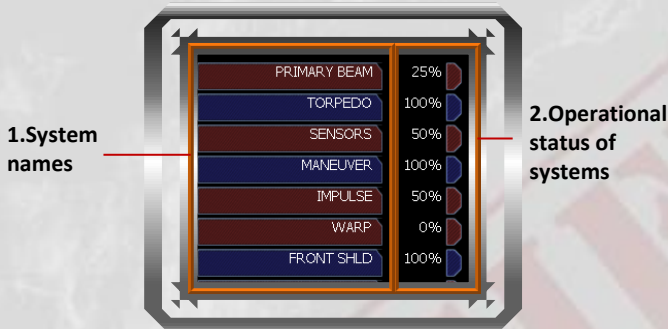 1.System
names
PRIMARY BEAM 25%
TORPEDO 100%
SENSORS 50%
MANEUVER 100%
IMPULSE 50%
WARP 0%
FRONT SHLD 100%
2.Operational
status of
systems